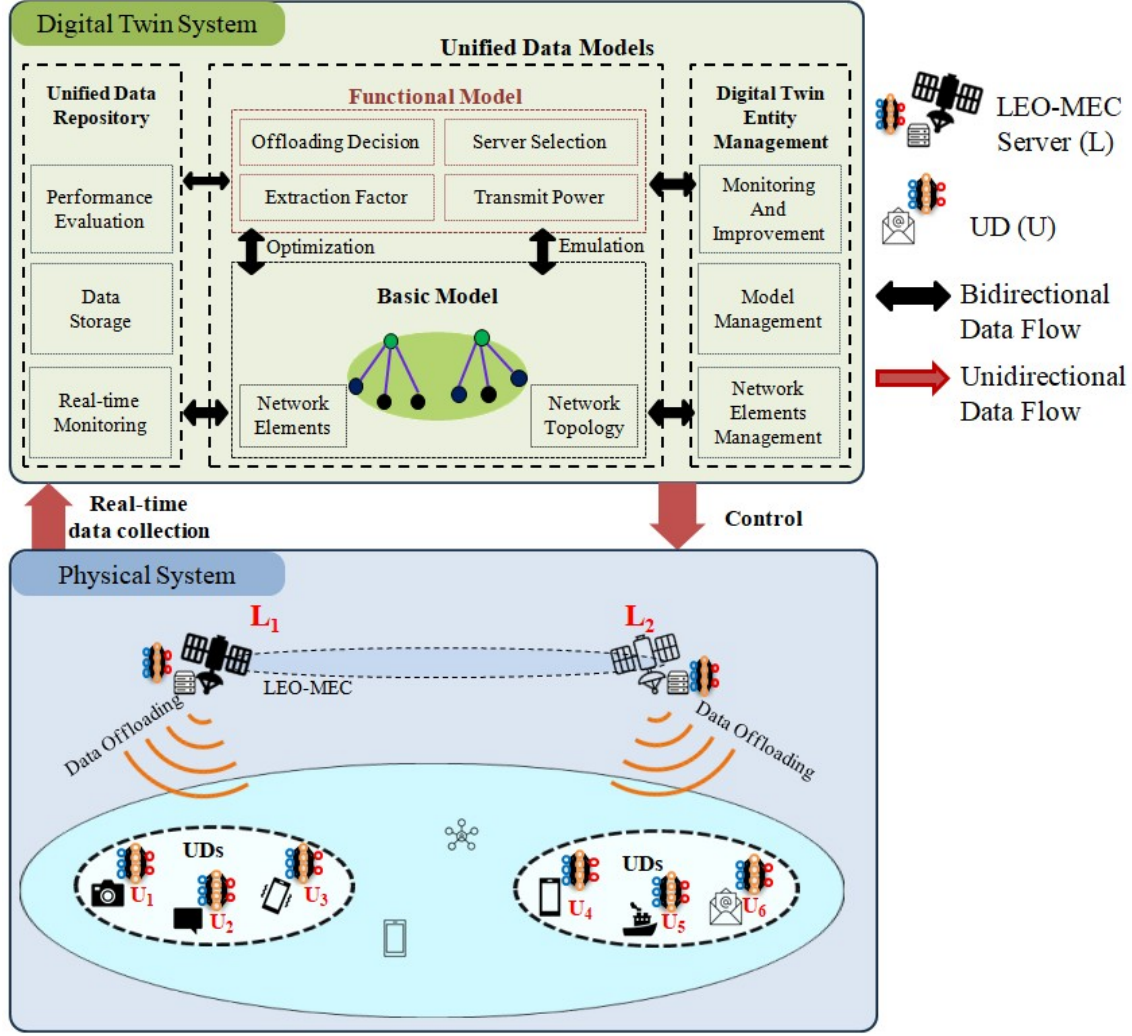 Digital Twin System
Unified Data Models
Unified Data
Repository
Performance
Evaluation
Data
Storage
Real-time
Monitoring
Functional Model
Offloading Decision
Server Selection
Extraction Factor
Transmit Power
Optimization
Emulation
Basic Model
Network
Elements
Network
Topology
Digital Twin
Entity
Management
Monitoring
And
Improvement
Model
Management
Network
Elements
Management
LEO-MEC
Server (L)
UD (U)
Bidirectional
Data Flow
Unidirectional
Data Flow
Real-time
data collection
Control
Physical System
L1
L2
LEO-MEC
Data Offloading
Data Offloading
UDs
U1
U2
U3
UDs
U4
U5
U6